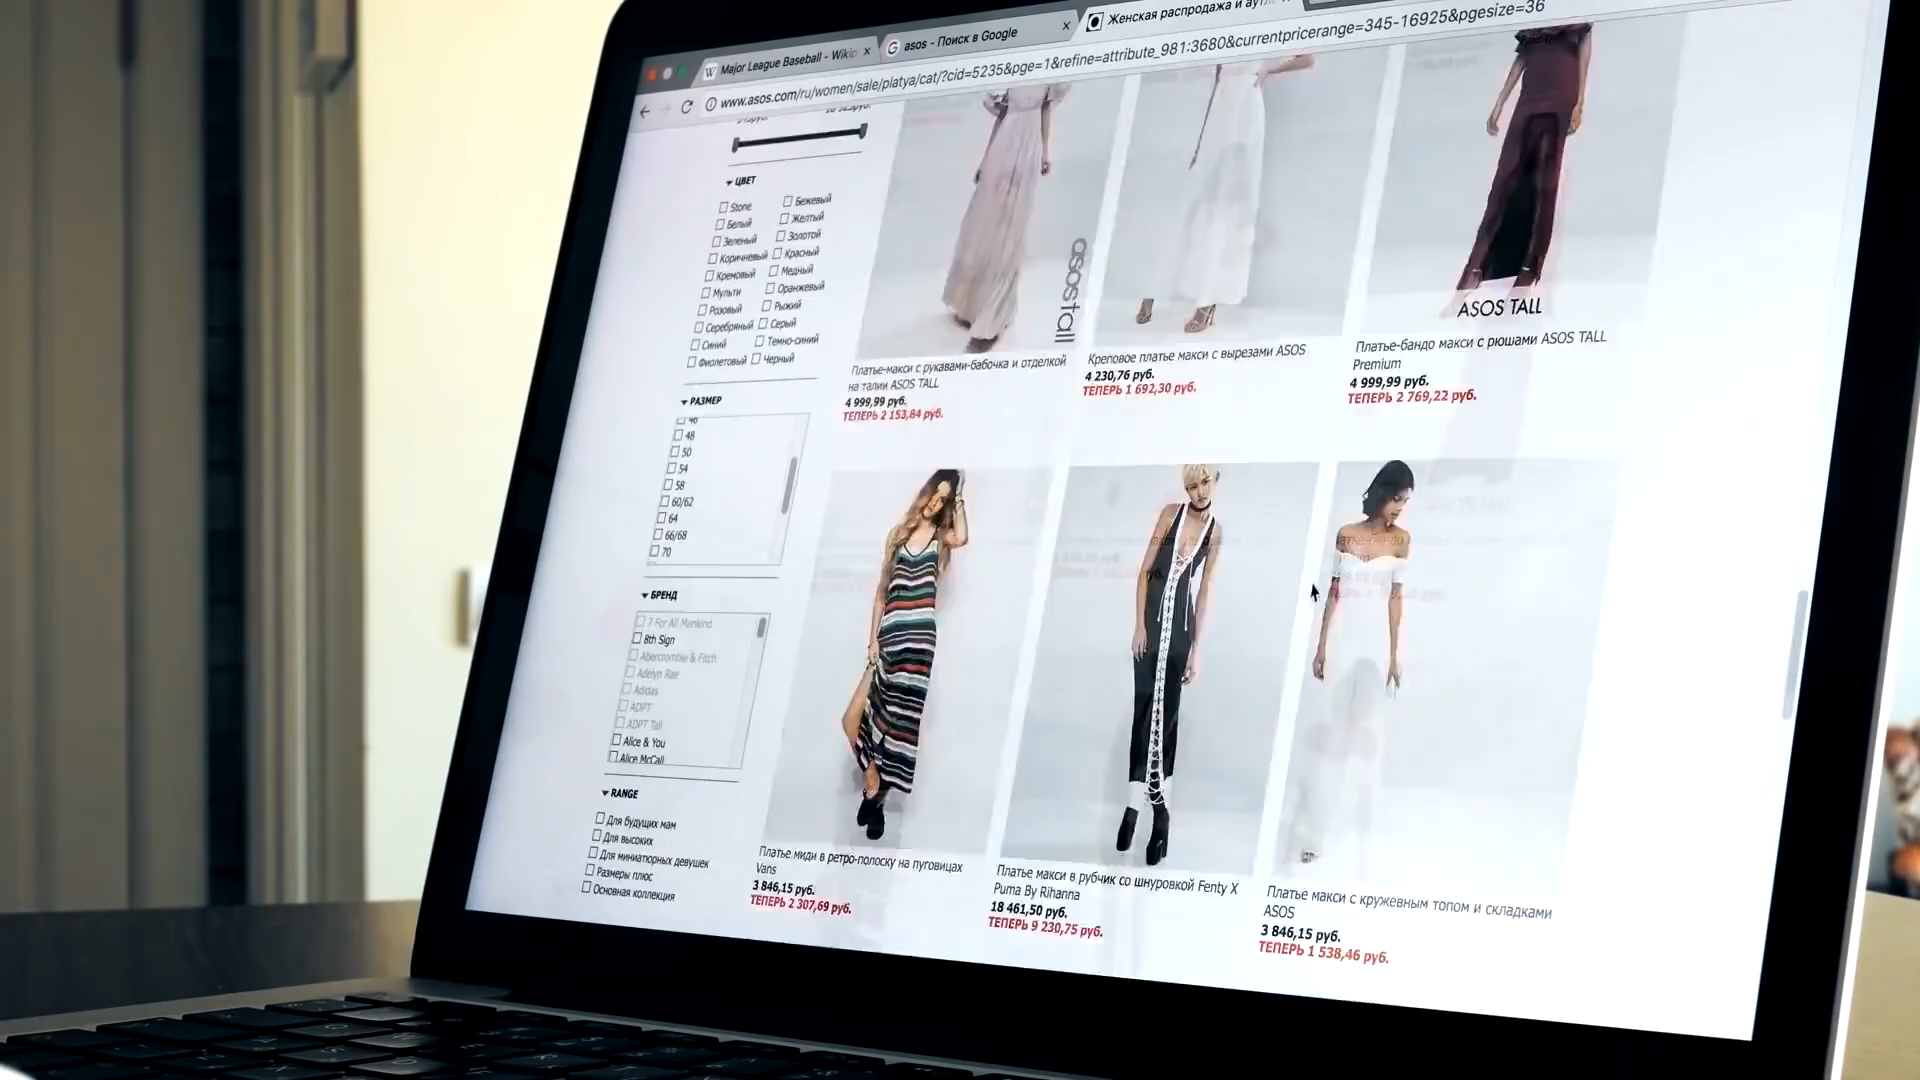 Major League Baseball - Wikip
asos - Поиск в Google
Женская распродажа и аутл
www.asos.com/ru/women/sale/platya/cat/?cid=5235&pge=1&refine=attribute_981:3680&currentpricerange=345-16925&pgesize=36
ЦВЕТ
Stone
Бежевый
Белый
Желтый
Зеленый
Золотой
Коричневый
Красный
Кремовый
Медный
Мульти
Оранжевый
Розовый
Рыжий
Серебряный
Серый
Синий
Темно-синий
Фиолетовый
Черный
РАЗМЕР
46
48
50
54
58
60/62
64
66/68
70
БРЕНД
7 For All Mankind
8th Sign
Abercrombie & Fitch
Adelyn Rae
Adidas
ADPT
ADPT Tall
Alice & You
Alice McCall
RANGE
Для будущих мам
Для высоких
Для миниатюрных девушек
Размеры плюс
Основная коллекция
asos tall
Платье-макси с рукавами-бабочка и отделкой
на талии ASOS TALL
4 999,99 руб.
ТЕПЕРЬ 2 153,84 руб.
Креповое платье макси с вырезами ASOS
4 230,76 руб.
ТЕПЕРЬ 1 692,30 руб.
ASOS TALL
Платье-бандо макси с рюшами ASOS TALL
Premium
4 999,99 руб.
ТЕПЕРЬ 2 769,22 руб.
Платье миди в ретро-полоску на пуговицах
Vans
3 846,15 руб.
ТЕПЕРЬ 2 307,69 руб.
Платье макси в рубчик со шнуровкой Fenty X
Puma By Rihanna
18 461,50 руб.
ТЕПЕРЬ 9 230,75 руб.
Платье макси с кружевным топом и складками
ASOS
3 846,15 руб.
ТЕПЕРЬ 1 538,46 руб.